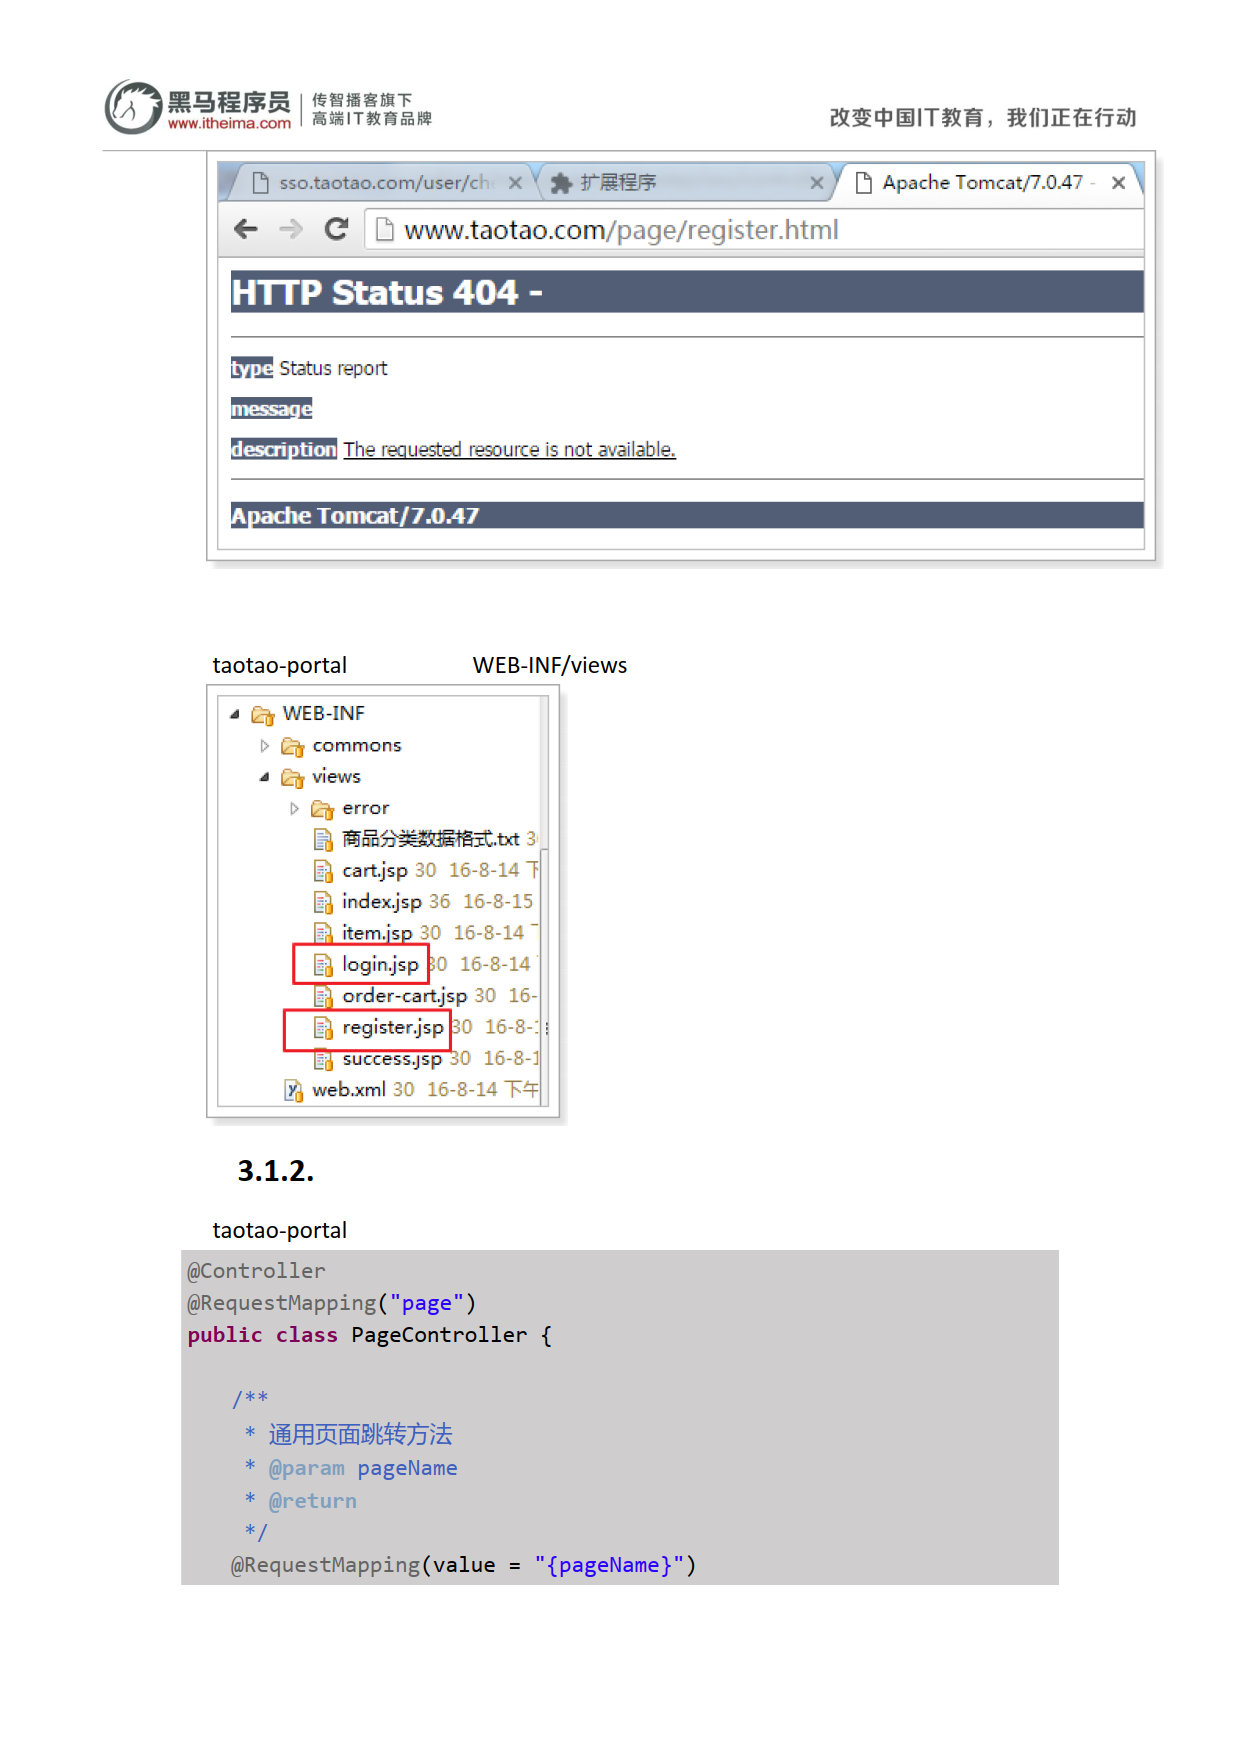 黑马程序员
www.itheima.com
传智播客旗下
高端IT教育品牌
改变中国IT教育，我们正在行动
sso.taotao.com/user/ch
扩展程序
Apache Tomcat/7.0.47 -
www.taotao.com/page/register.html
HTTP Status 404 -
type Status report
message
description The requested resource is not available.
Apache Tomcat/7.0.47
taotao-portal WEB-INF/views
WEB-INF
commons
views
error
商品分类数据格式.txt 3
cart.jsp 30 16-8-14 下
index.jsp 36 16-8-15
item.jsp 30 16-8-14
login.jsp 30 16-8-14
order-cart.jsp 30 16-
register.jsp 30 16-8-1
success.jsp 30 16-8-1
web.xml 30 16-8-14 下午
3.1.2.
taotao-portal
@Controller
@RequestMapping("page")
public class PageController {
/**
* 通用页面跳转方法
* @param pageName
* @return
*/
@RequestMapping(value = "{pageName}")